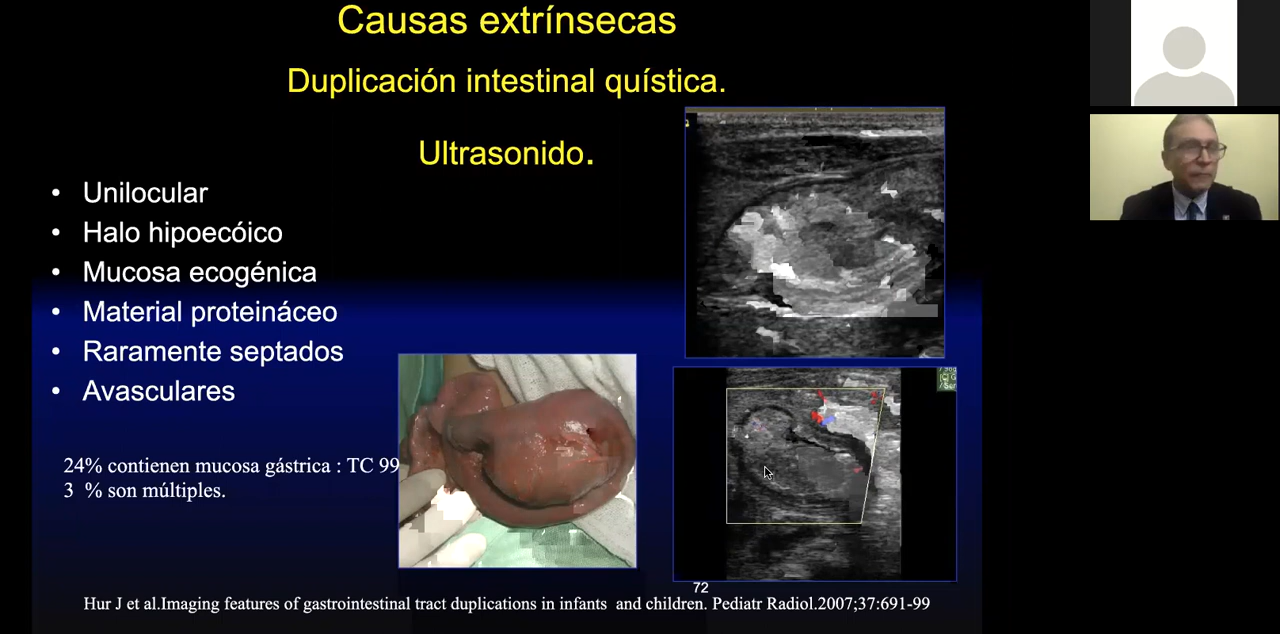 Causas extrínsecas
Duplicación intestinal quística.
Ultrasonido.
• Unilocular
• Halo hipoecóico
• Mucosa ecogénica
• Material proteináceo
• Raramente septados
• Avasculares
24% contienen mucosa gástrica : TC 99
3 % son múltiples.
72
Hur J et al.Imaging features of gastrointestinal tract duplications in infants and children. Pediatr Radiol.2007;37:691-99